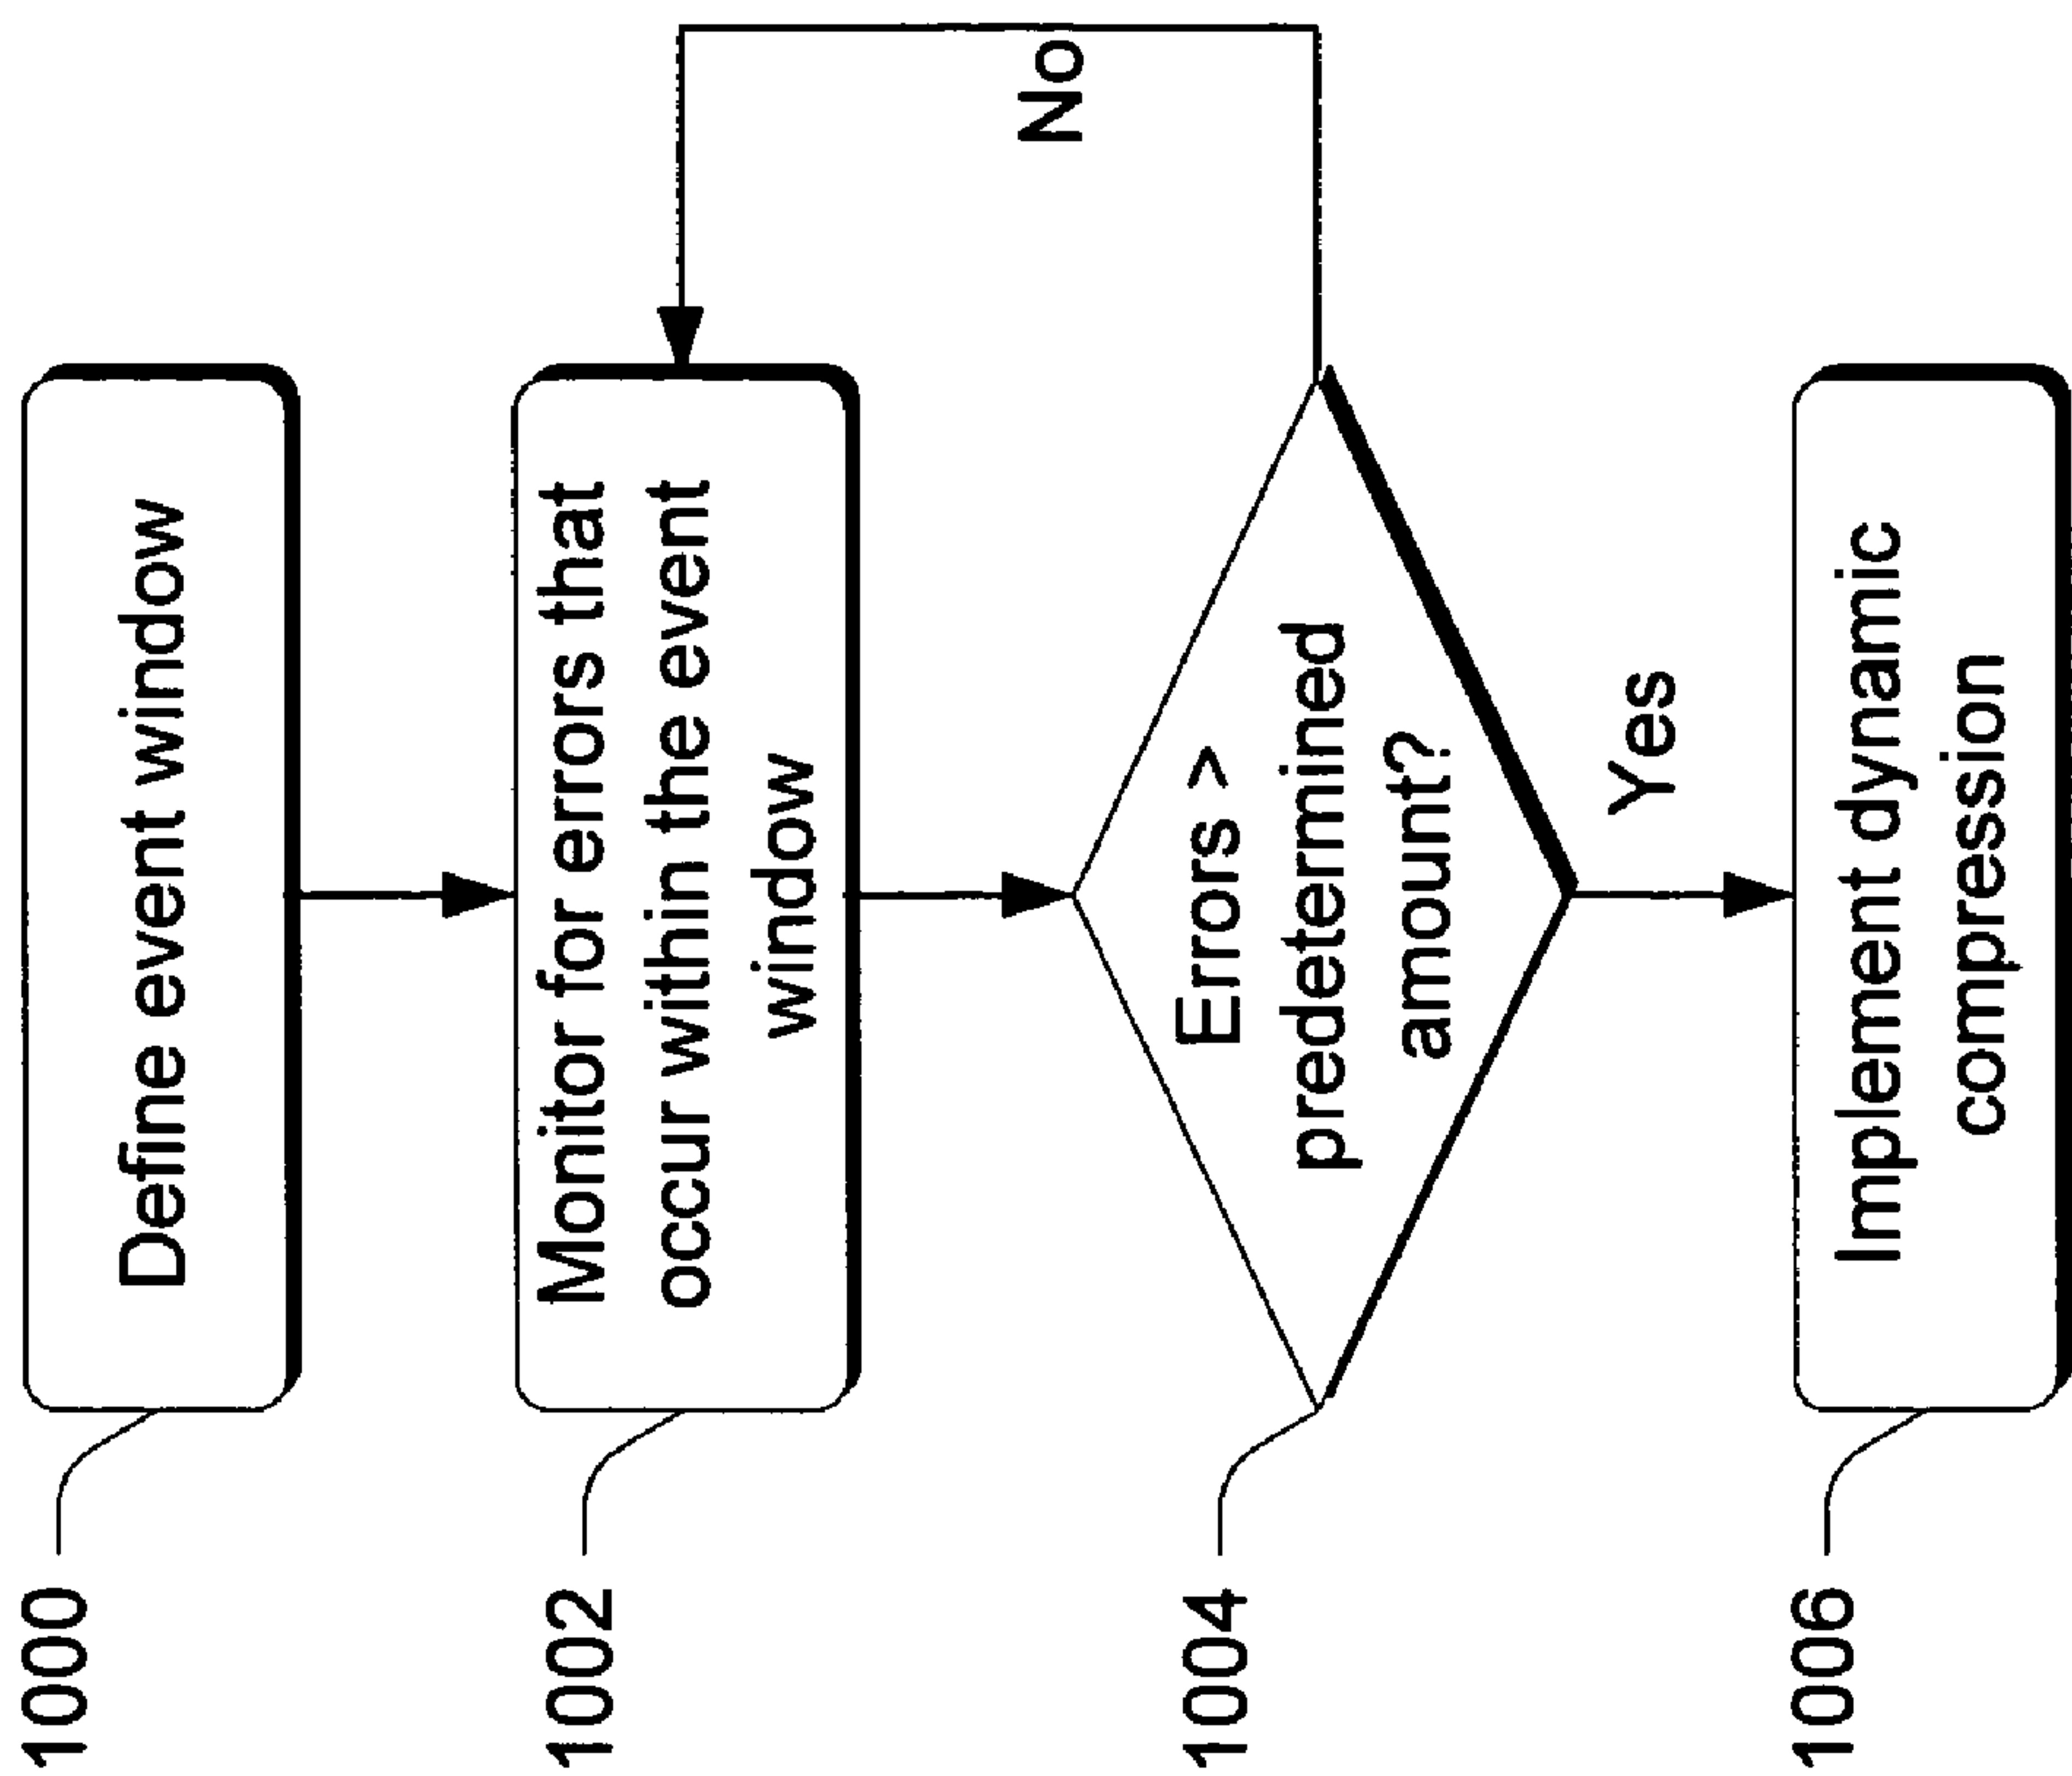 1000
Define event window
1002
Monitor for errors that
occur within the event
window
No
1004
Errors >
predetermined
amount?
Yes
1006
Implement dynamic
compression